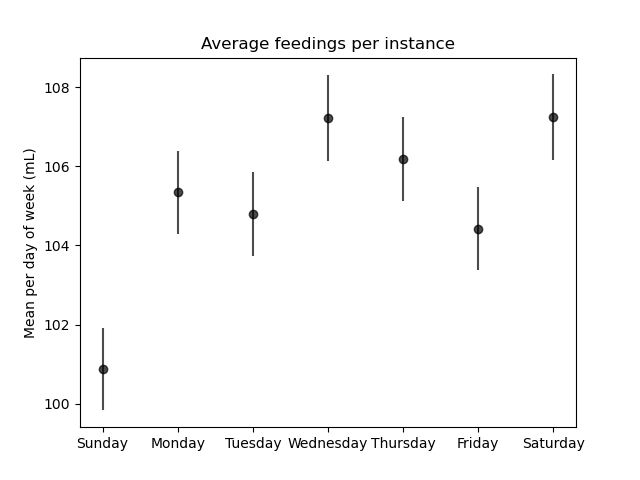 Average feedings per instance
Mean per day of week (mL)
108
106
104
102
100
Sunday Monday Tuesday Wednesday Thursday Friday Saturday